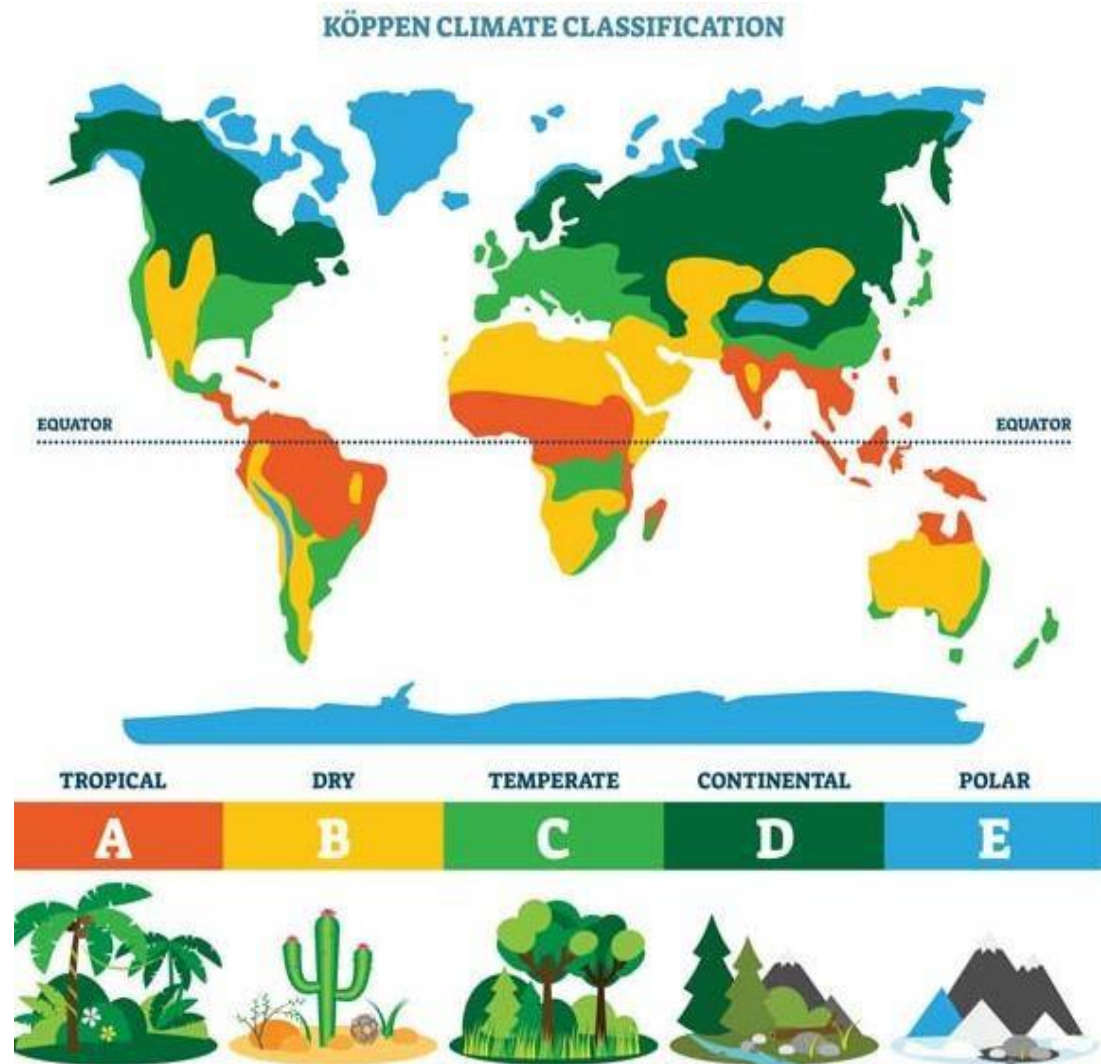 KÖPPEN CLIMATE CLASSIFICATION
EQUATOR EQUATOR
TROPICAL DRY TEMPERATE CONTINENTAL POLAR
A B C D E